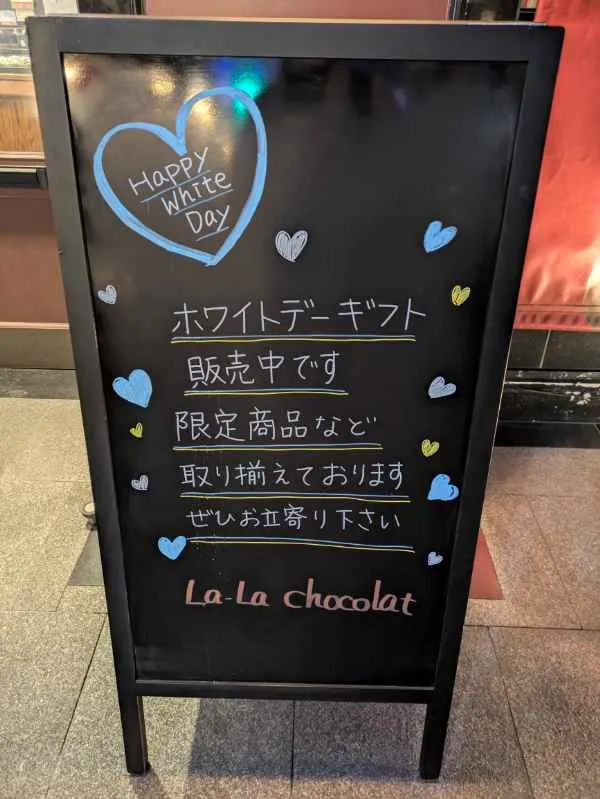 Happy
White
Day
ホワイトデーギフト
販売中です
限定商品など
取り揃えております
ぜひお立寄り下さい
La-La chocolat